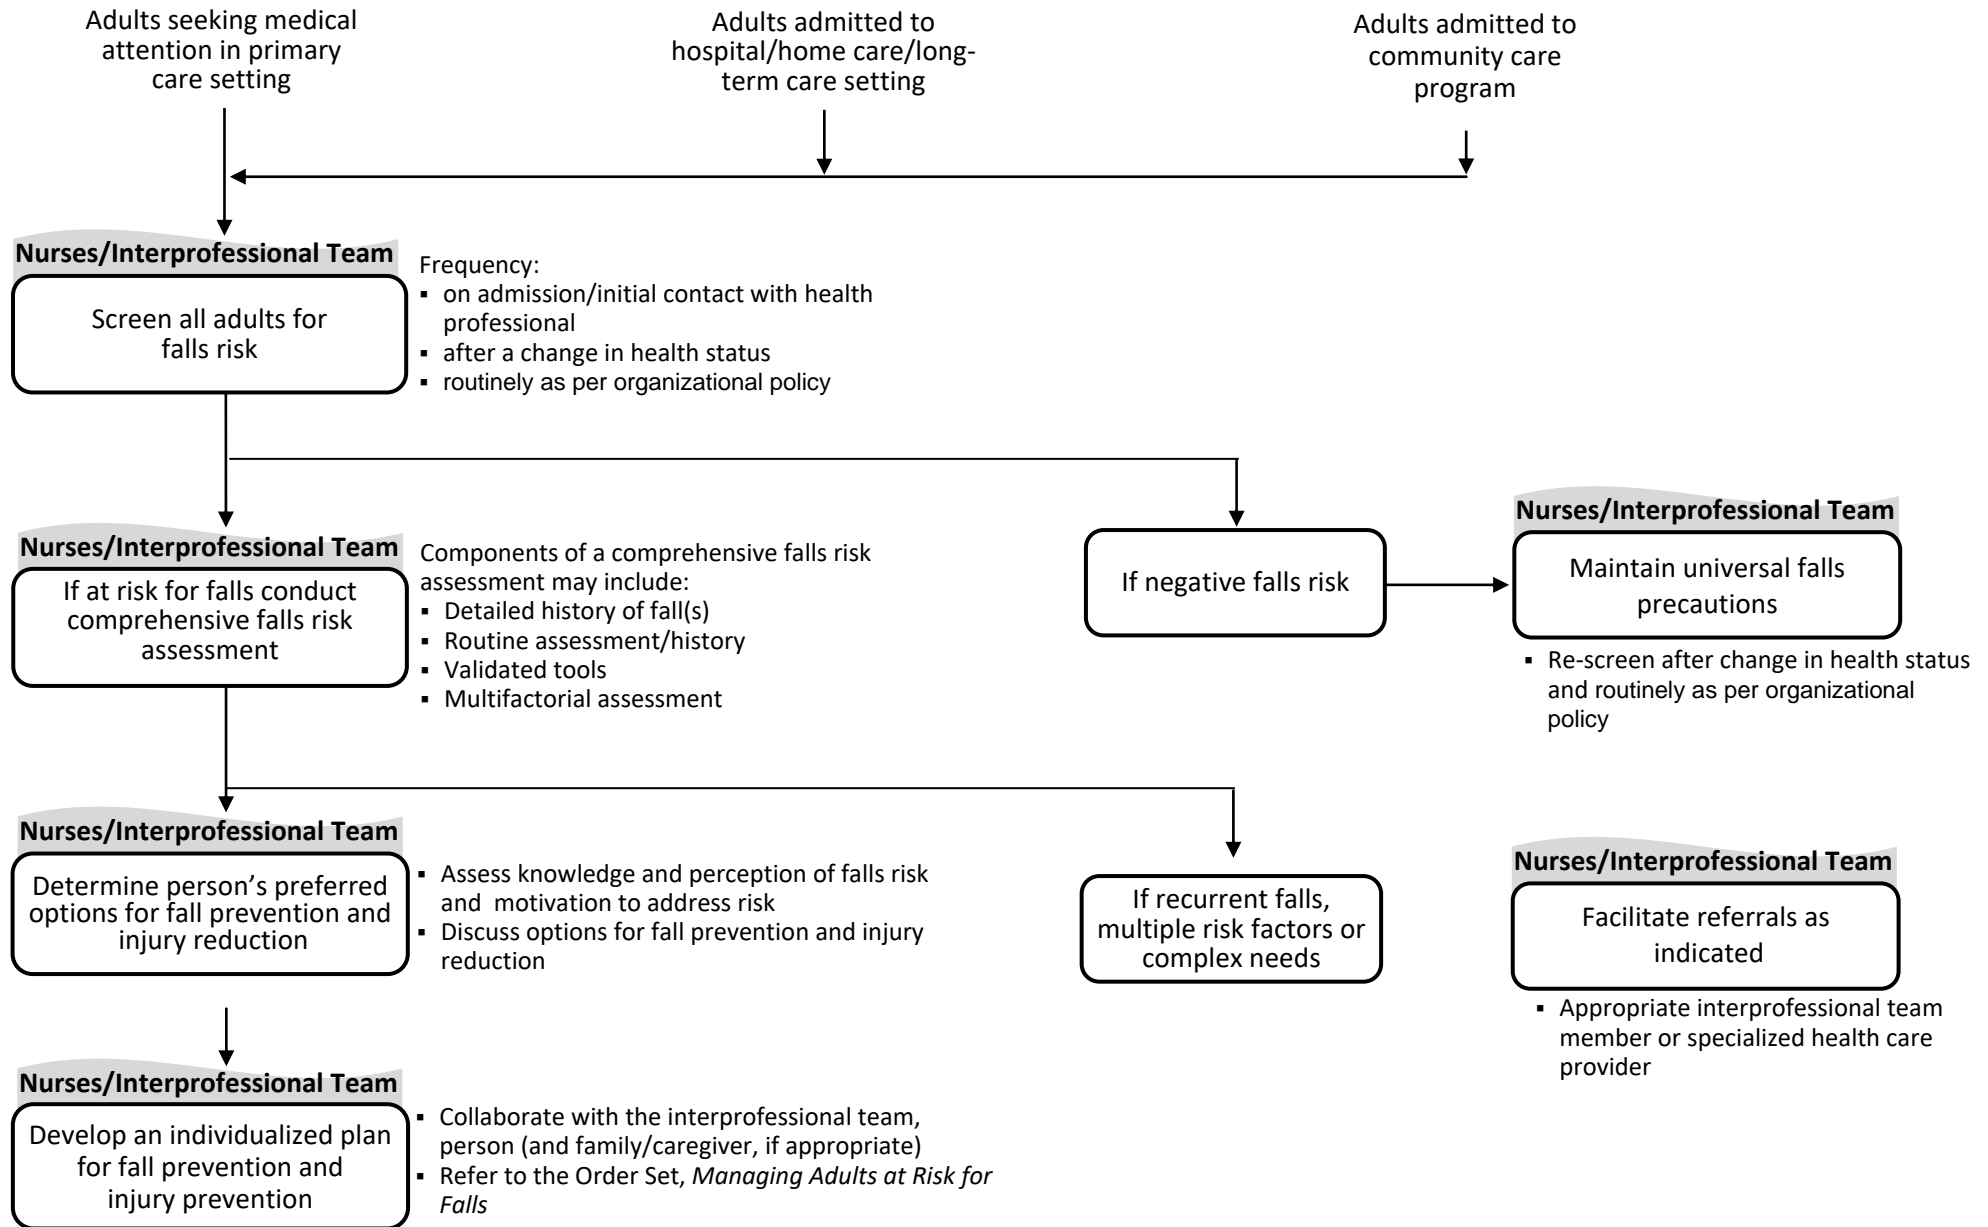 Adults seeking medical
attention in primary
care setting
Adults admitted to
hospital/home care/long-
term care setting
Adults admitted to
community care
program
Nurses/Interprofessional Team
Screen all adults for
falls risk
Frequency:
▪ on admission/initial contact with health
professional
▪ after a change in health status
▪ routinely as per organizational policy
Nurses/Interprofessional Team
If at risk for falls conduct
comprehensive falls risk
assessment
Components of a comprehensive falls risk
assessment may include:
▪ Detailed history of fall(s)
▪ Routine assessment/history
▪ Validated tools
▪ Multifactorial assessment
If negative falls risk
Nurses/Interprofessional Team
Maintain universal falls
precautions
▪ Re-screen after change in health status
and routinely as per organizational
policy
Nurses/Interprofessional Team
Determine person’s preferred
options for fall prevention and
injury reduction
▪ Assess knowledge and perception of falls risk
and motivation to address risk
▪ Discuss options for fall prevention and injury
reduction
If recurrent falls,
multiple risk factors or
complex needs
Nurses/Interprofessional Team
Facilitate referrals as
indicated
▪ Appropriate interprofessional team
member or specialized health care
provider
Nurses/Interprofessional Team
Develop an individualized plan
for fall prevention and
injury prevention
▪ Collaborate with the interprofessional team,
person (and family/caregiver, if appropriate)
▪ Refer to the Order Set, Managing Adults at Risk for
Falls